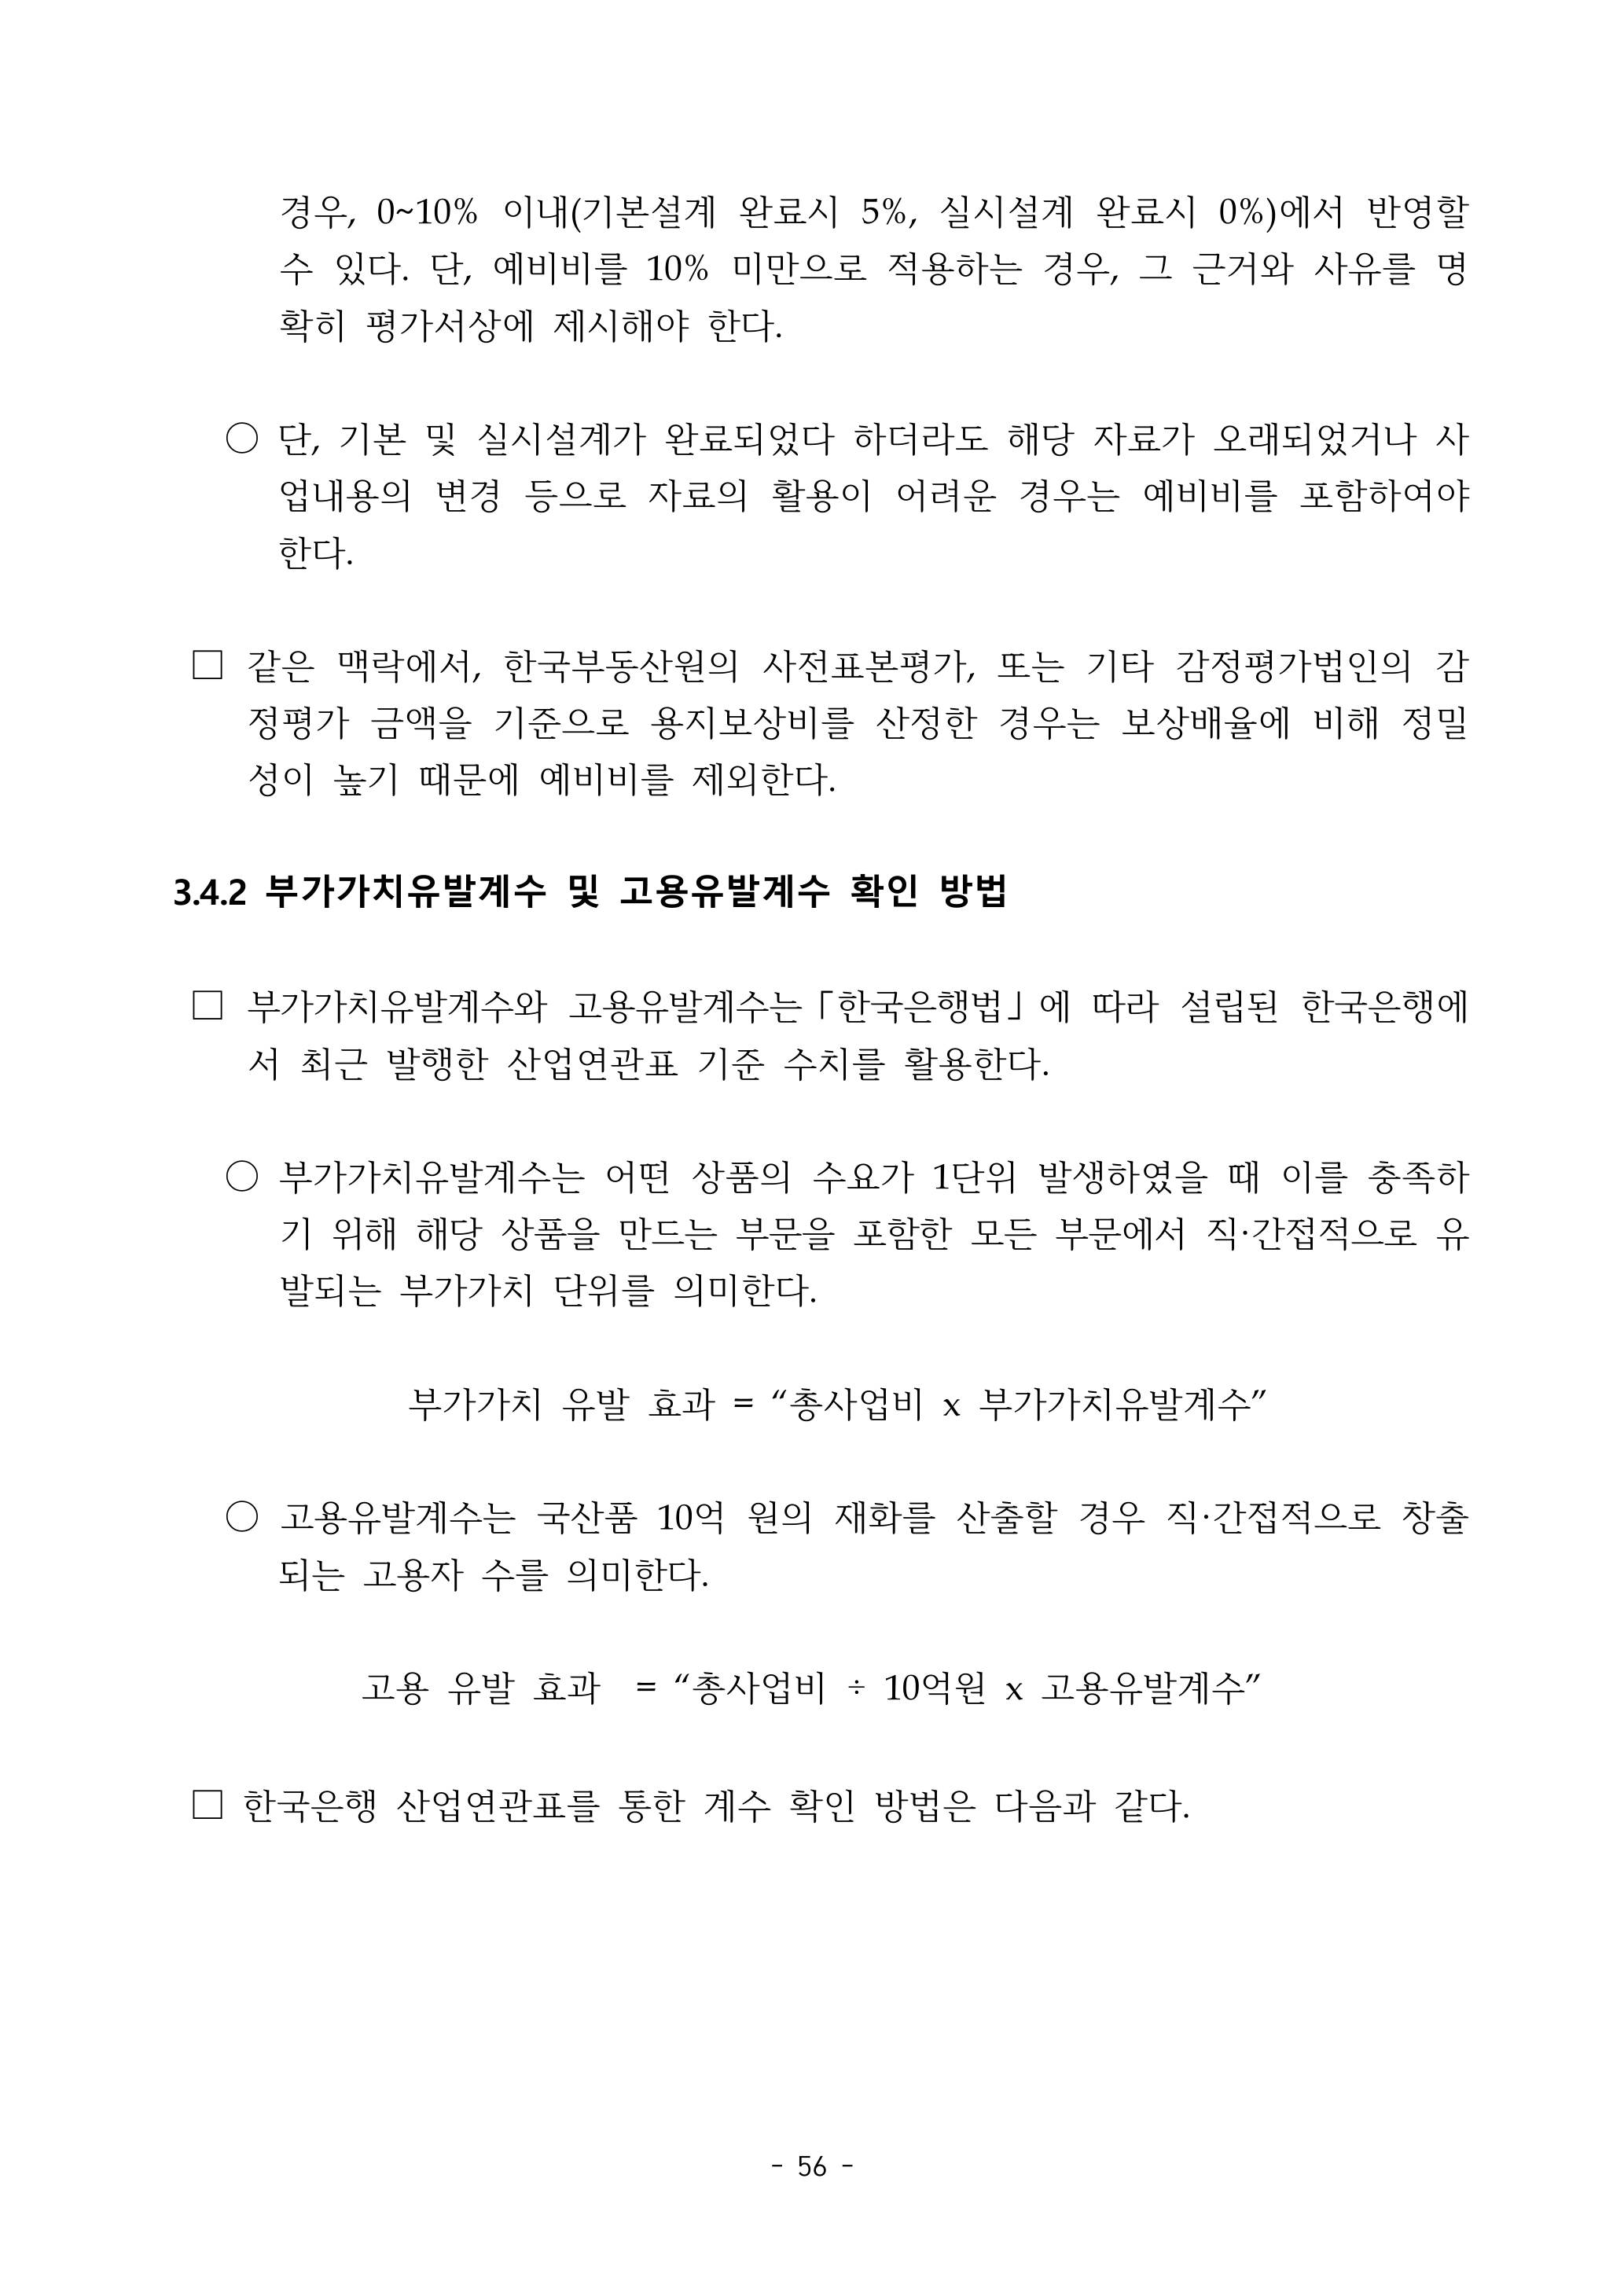 경우, 0~10% 이내(기본설계 완료시 5%, 실시설계 완료시 0%)에서 반영할
수 있다. 단, 예비비를 10% 미만으로 적용하는 경우, 그 근거와 사유를 명
확히 평가서상에 제시해야 한다.
○ 단, 기본 및 실시설계가 완료되었다 하더라도 해당 자료가 오래되었거나 사
업내용의 변경 등으로 자료의 활용이 어려운 경우는 예비비를 포함하여야
한다.
□ 같은 맥락에서, 한국부동산원의 사전표본평가, 또는 기타 감정평가법인의 감
정평가 금액을 기준으로 용지보상비를 산정한 경우는 보상배율에 비해 정밀
성이 높기 때문에 예비비를 제외한다.
3.4.2 부가가치유발계수 및 고용유발계수 확인 방법
□ 부가가치유발계수와 고용유발계수는「한국은행법」에 따라 설립된 한국은행에
서 최근 발행한 산업연관표 기준 수치를 활용한다.
○ 부가가치유발계수는 어떤 상품의 수요가 1단위 발생하였을 때 이를 충족하
기 위해 해당 상품을 만드는 부문을 포함한 모든 부문에서 직·간접적으로 유
발되는 부가가치 단위를 의미한다.
부가가치 유발 효과 = “총사업비 x 부가가치유발계수”
○ 고용유발계수는 국산품 10억 원의 재화를 산출할 경우 직·간접적으로 창출
되는 고용자 수를 의미한다.
고용 유발 효과 = “총사업비 ÷ 10억원 x 고용유발계수”
□ 한국은행 산업연관표를 통한 계수 확인 방법은 다음과 같다.
- 56 -